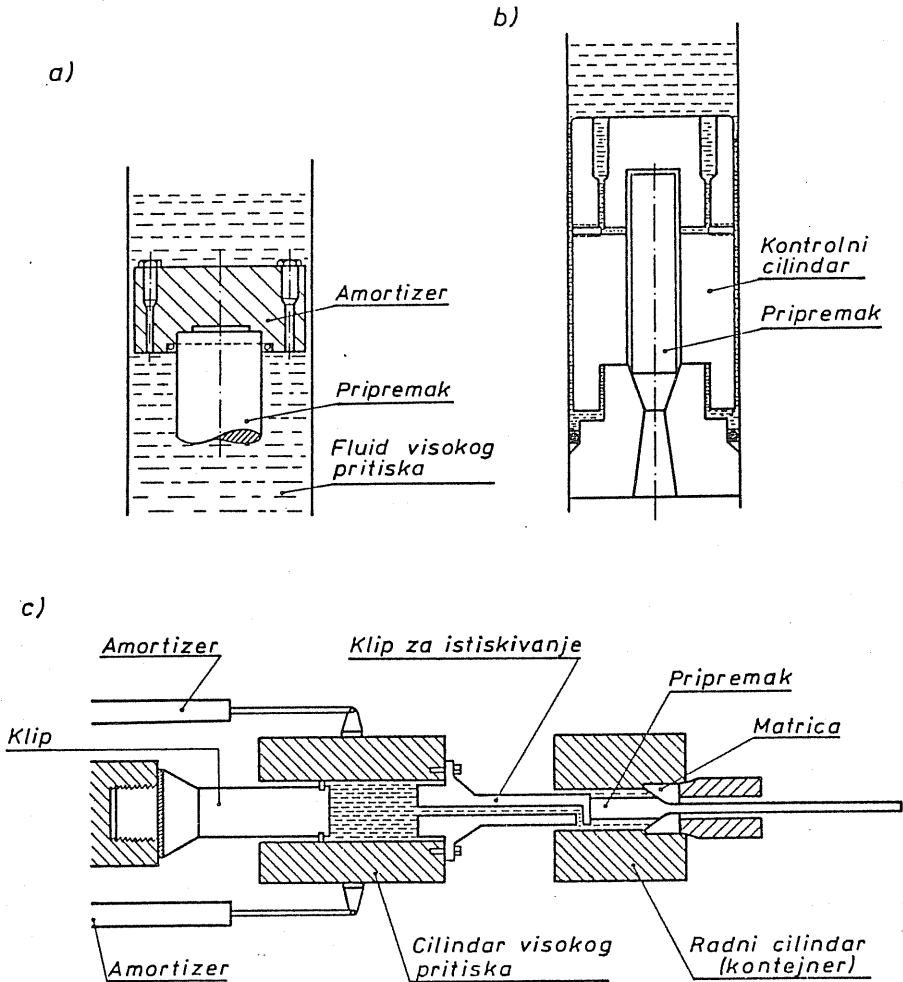 a)
Amortizer
Pripremak
Fluid visokog
pritiska
b)
Kontrolni
cilindar
Pripremak
c)
Amortizer
Klip za istiskivanje
Pripremak
Matrica
Klip
Amortizer
Cilindar visokog
pritiska
Radni cilindar
(kontejner)